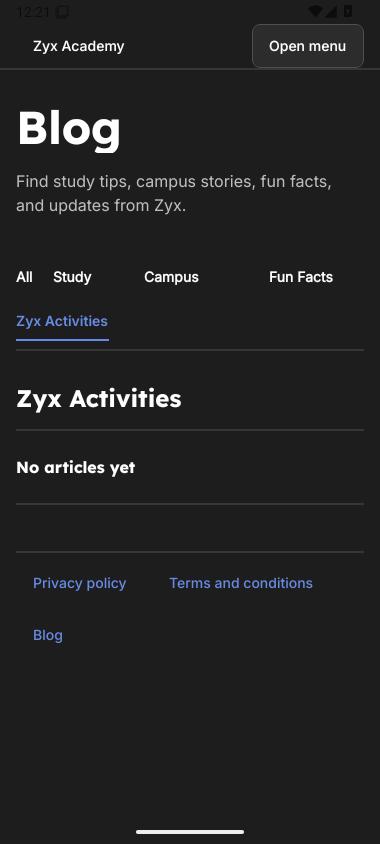 12:21
Zyx Academy
Open menu
Blog
Find study tips, campus stories, fun facts,
and updates from Zyx.
All Study Campus Fun Facts
Zyx Activities
Zyx Activities
No articles yet
Privacy policy Terms and conditions
Blog